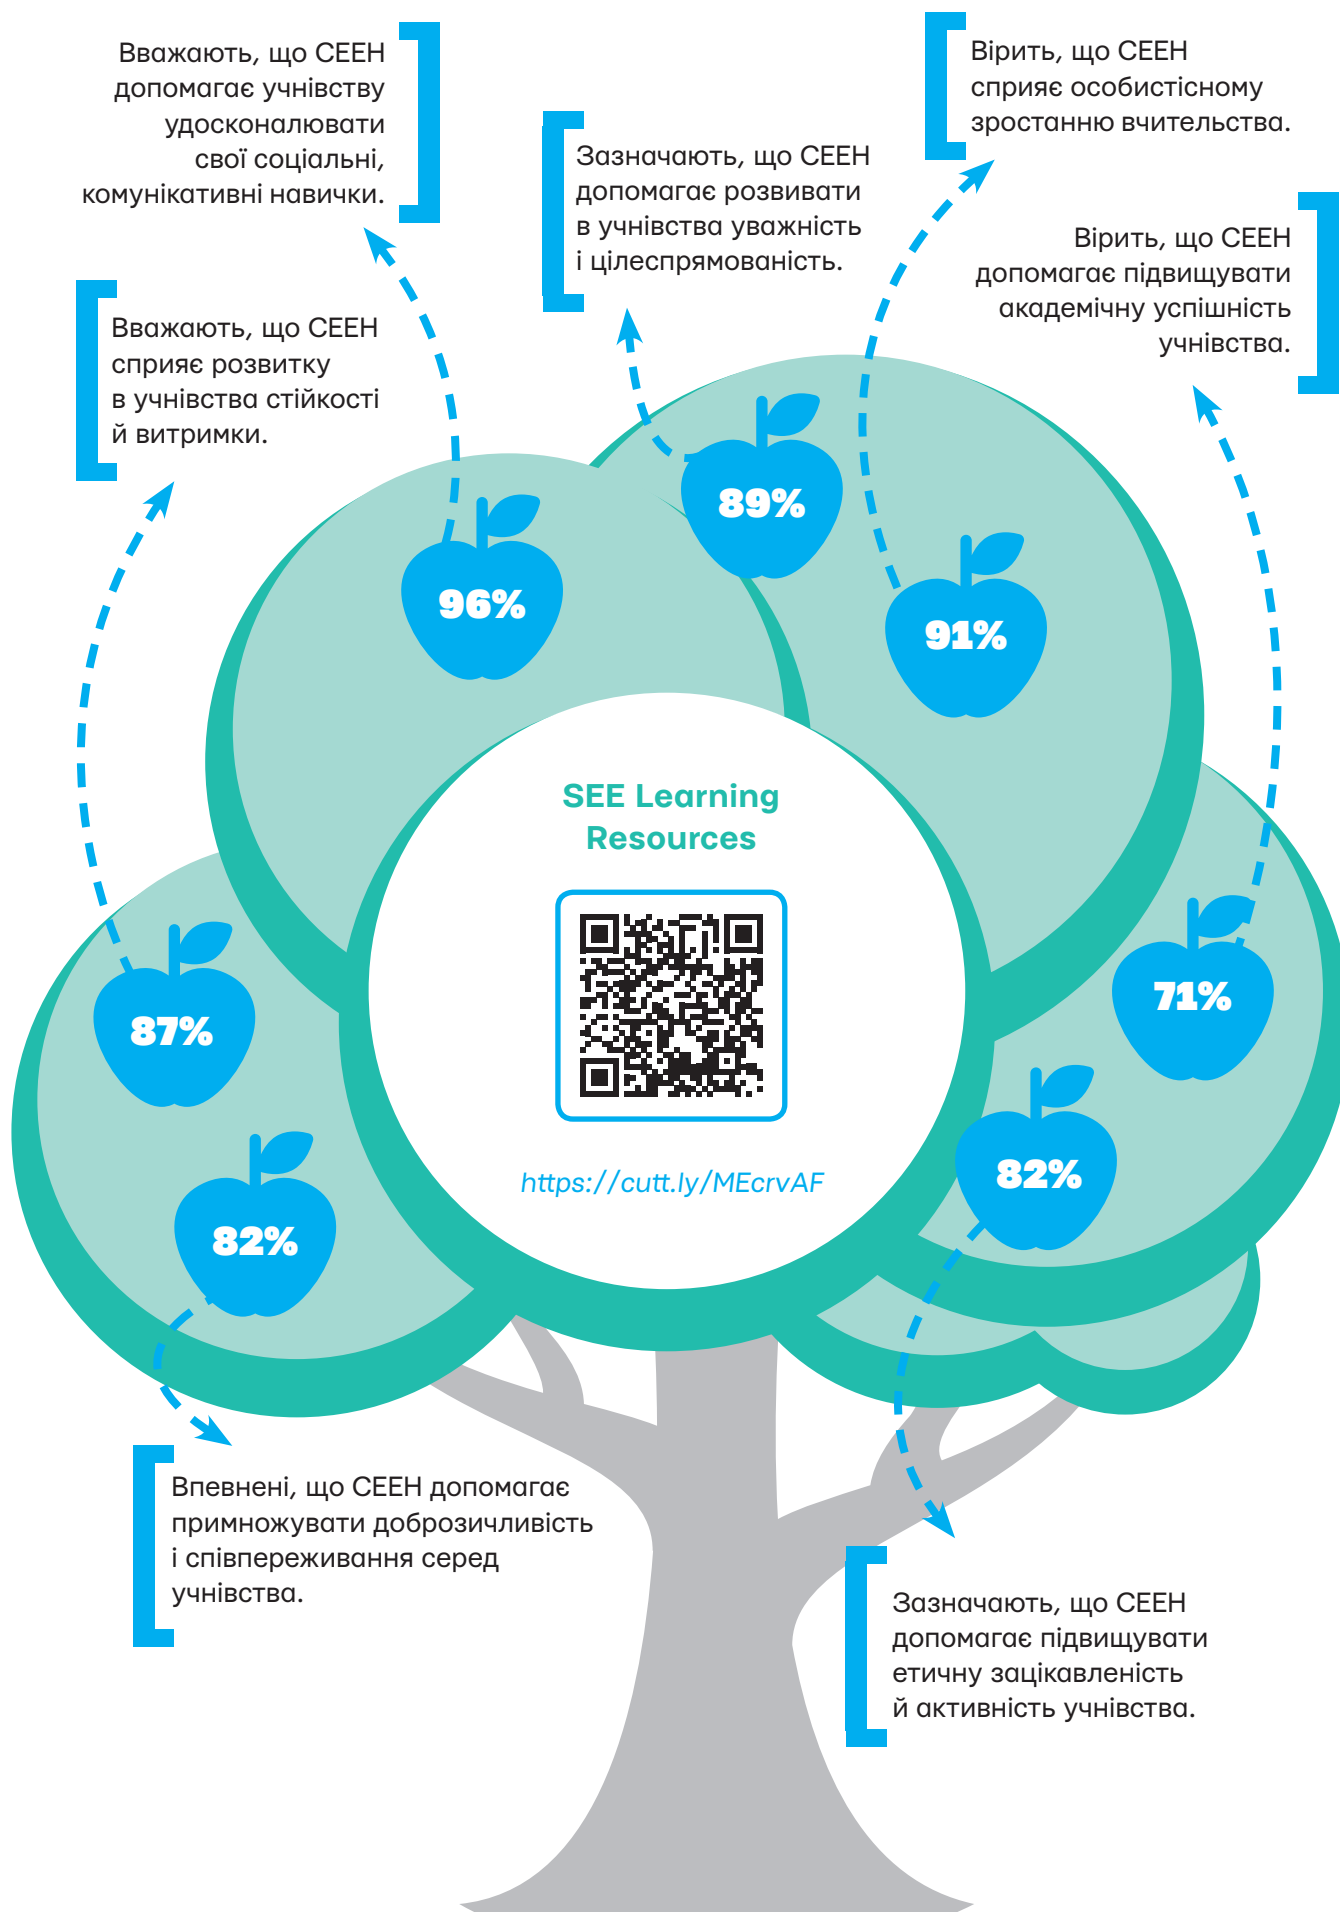 Вважають, що СЕЕН
допомагає учнівству
удосконалювати
свої соціальні,
комунікативні навички.
Зазначають, що СЕЕН
допомагає розвивати
в учнівства уважність
і цілеспрямованість.
Вірить, що СЕЕН
сприяє особистісному
зростанню вчительства.
Вірить, що СЕЕН
допомагає підвищувати
академічну успішність
учнівства.
Вважають, що СЕЕН
сприяє розвитку
в учнівства стійкості
й витримки.
89%
96%
91%
SEE Learning
Resources
71%
87%
82%
https://cutt.ly/MEcrvAF
82%
Впевнені, що СЕЕН допомагає
примножувати доброзичливість
і співпереживання серед
учнівства.
Зазначають, що СЕЕН
допомагає підвищувати
етичну зацікавленість
й активність учнівства.